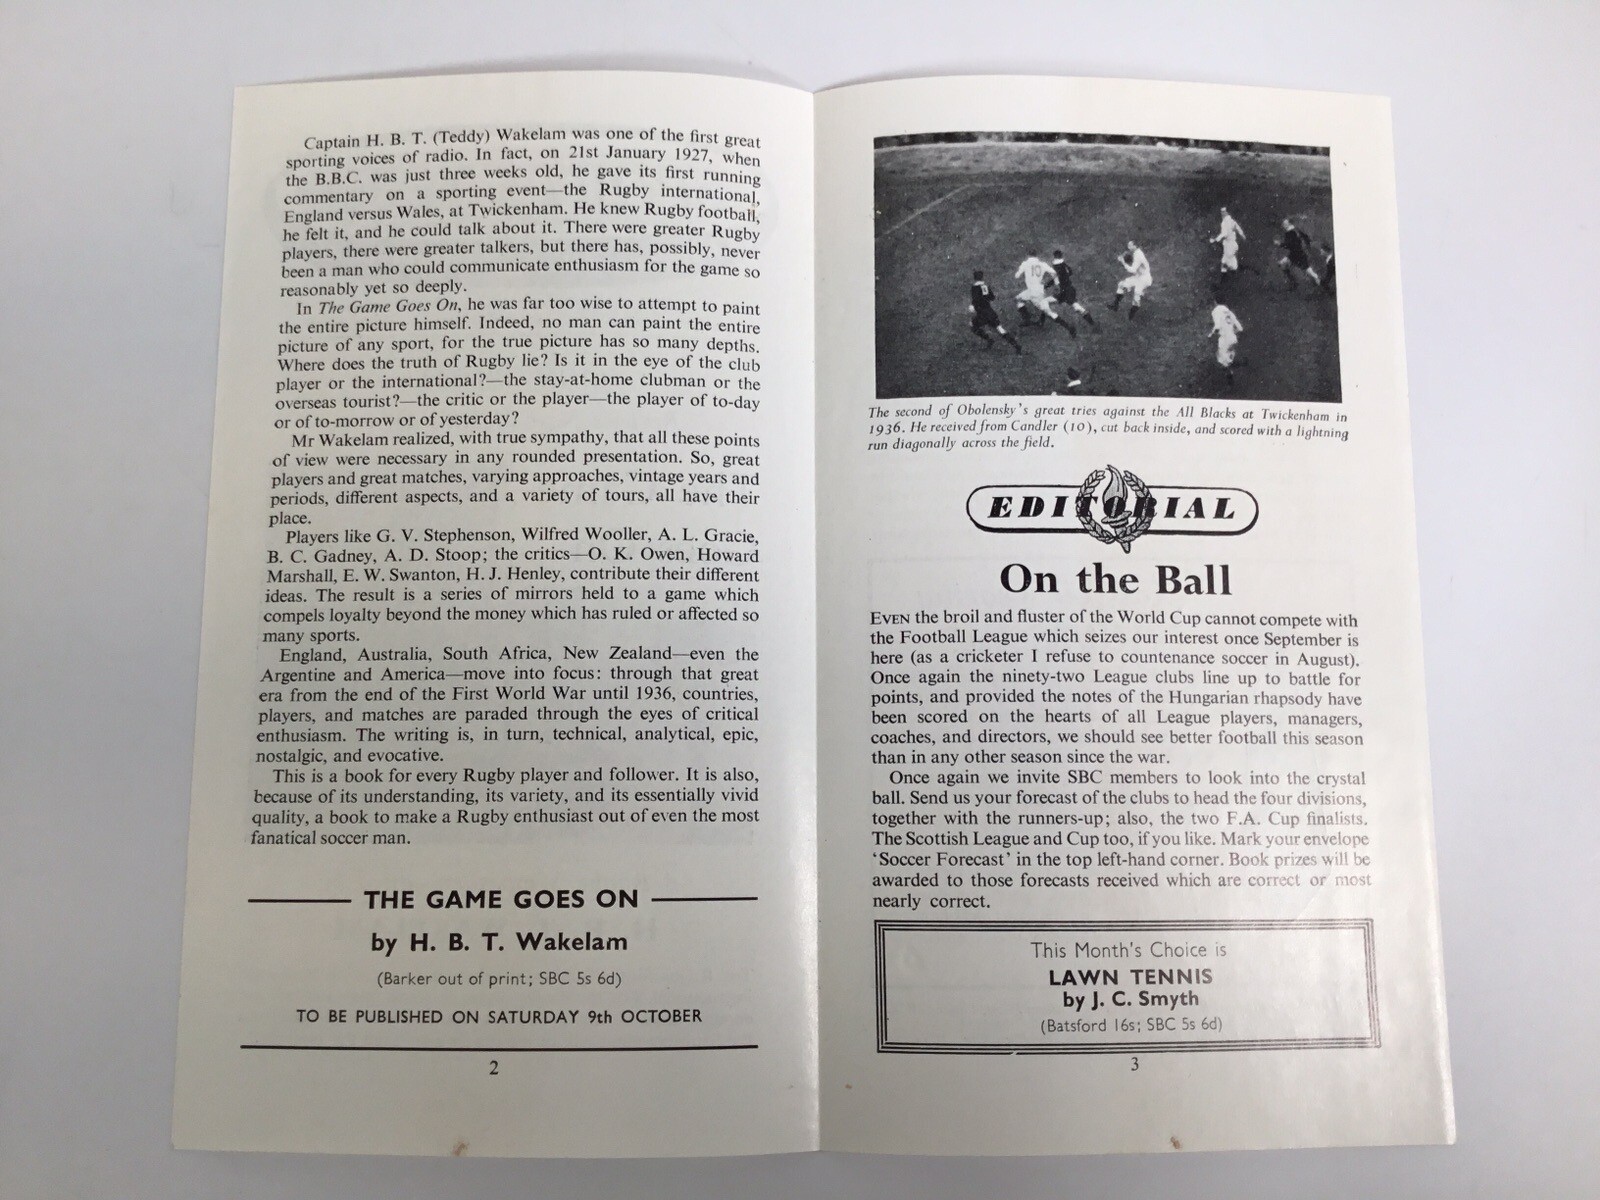 Captain H. B. T. (Teddy) Wakelam was one of the first great
sporting voices of radio. In fact, on 21st January 1927, when
the B.B.C. was just three weeks old, he gave its first running
commentary on a sporting event—the Rugby international,
England versus Wales, at Twickenham. He knew Rugby football,
he felt it, and he could talk about it. There were greater Rugby
players, there were greater talkers, but there has, possibly, never
been a man who could communicate enthusiasm for the game so
reasonably yet so deeply.
In The Game Goes On, he was far too wise to attempt to paint
the entire picture himself. Indeed, no man can paint the entire
picture of any sport, for the true picture has so many depths.
Where does the truth of Rugby lie? Is it in the eye of the club
player or the international?—the stay-at-home clubman or the
overseas tourist?—the critic or the player—the player of to-day
or of to-morrow or of yesterday?
Mr Wakelam realized, with true sympathy, that all these points
of view were necessary in any rounded presentation. So, great
players and great matches, varying approaches, vintage years and
periods, different aspects, and a variety of tours, all have their
place.
Players like G. V. Stephenson, Wilfred Wooller, A. L. Gracie,
B. C. Gadney, A. D. Stoop; the critics—O. K. Owen, Howard
Marshall, E. W. Swanton, H. J. Henley, contribute their different
ideas. The result is a series of mirrors held to a game which
compels loyalty beyond the money which has ruled or affected so
many sports.
England, Australia, South Africa, New Zealand—even the
Argentine and America—move into focus: through that great
era from the end of the First World War until 1936, countries,
players, and matches are paraded through the eyes of critical
enthusiasm. The writing is, in turn, technical, analytical, epic,
nostalgic, and evocative.
This is a book for every Rugby player and follower. It is also,
because of its understanding, its variety, and its essentially vivid
quality, a book to make a Rugby enthusiast out of even the most
fanatical soccer man.
THE GAME GOES ON
by H. B. T. Wakelam
(Barker out of print; SBC 5s 6d)
TO BE PUBLISHED ON SATURDAY 9th OCTOBER
2
10
The second of Obolensky's great tries against the All Blacks at Twickenham in
1936. He received from Candler (10), cut back inside, and scored with a lightning
run diagonally across the field.
EDITORIAL
On the Ball
EVEN the broil and fluster of the World Cup cannot compete with
the Football League which seizes our interest once September is
here (as a cricketer I refuse to countenance soccer in August).
Once again the ninety-two League clubs line up to battle for
points, and provided the notes of the Hungarian rhapsody have
been scored on the hearts of all League players, managers,
coaches, and directors, we should see better football this season
than in any other season since the war.
Once again we invite SBC members to look into the crystal
ball. Send us your forecast of the clubs to head the four divisions,
together with the runners-up; also, the two F.A. Cup finalists.
The Scottish League and Cup too, if you like. Mark your envelope
'Soccer Forecast' in the top left-hand corner. Book prizes will be
awarded to those forecasts received which are correct or most
nearly correct.
This Month's Choice is
LAWN TENNIS
by J. C. Smyth
(Batsford 16s; SBC 5s 6d)
3